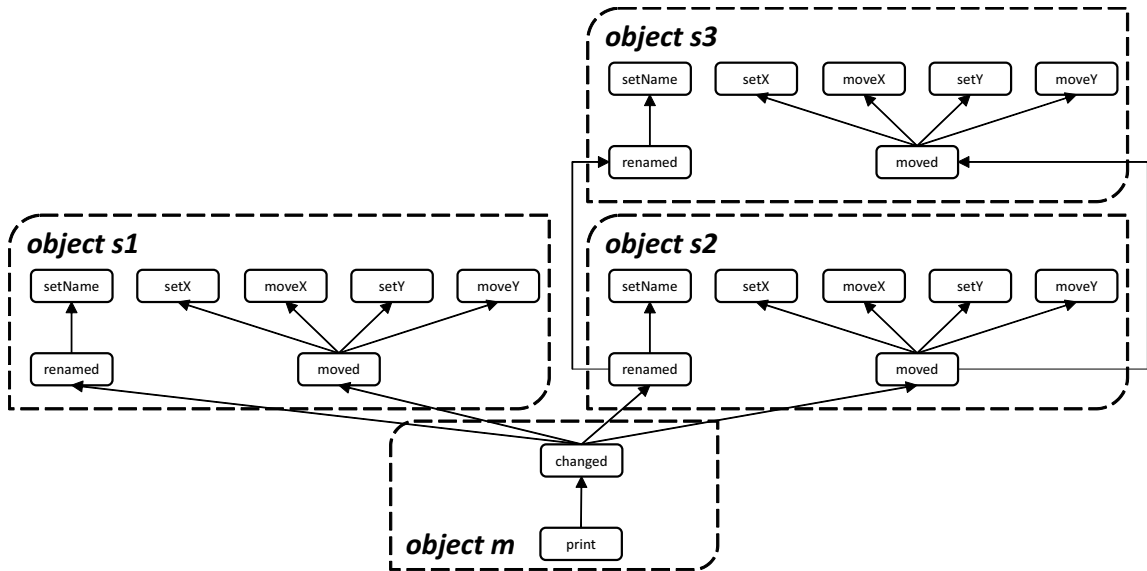 object s3
setName setX moveX setY moveY
renamed moved
object s1
setName setX moveX setY moveY
renamed moved
object s2
setName setX moveX setY moveY
renamed moved
changed
object m
print